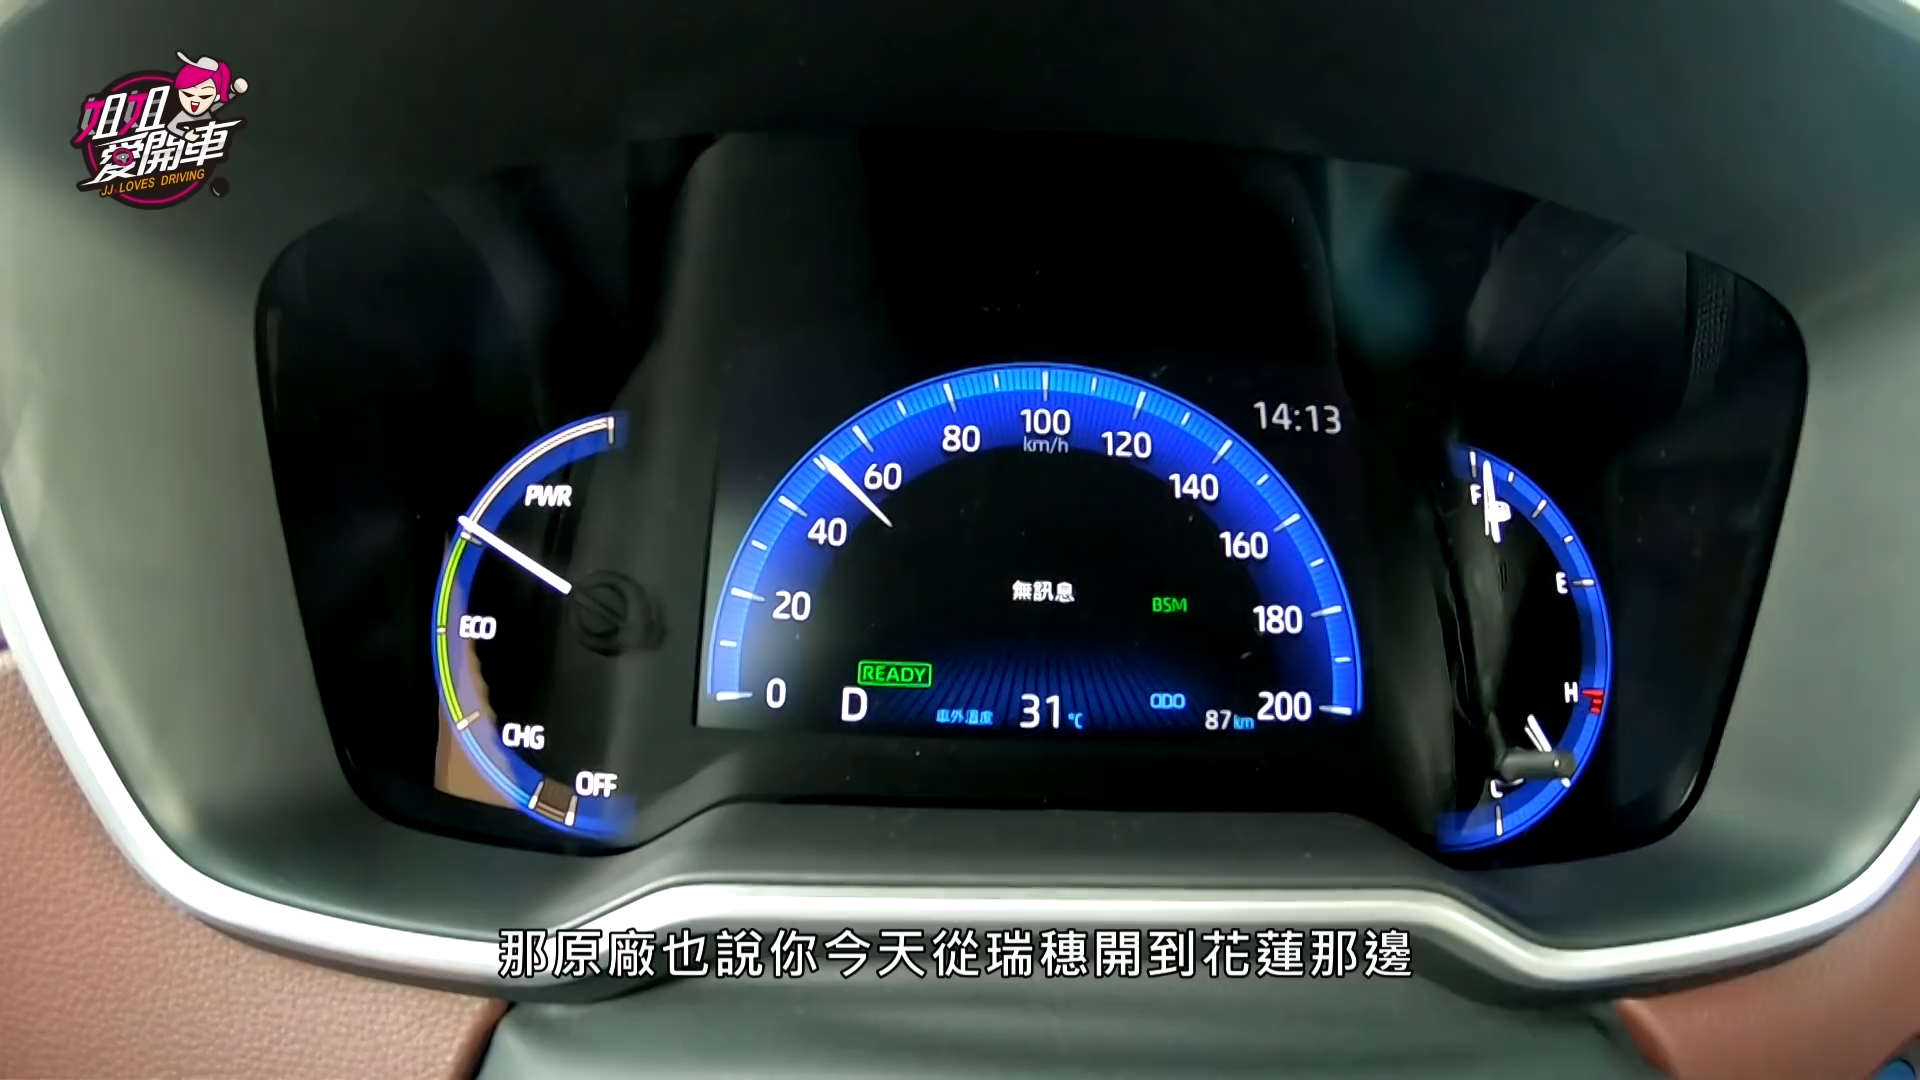 姐姐
愛開車
JJ LOVES DRIVING
PWR
ECO
CHG
OFF
0
20
40
60
80
100
km/h
120
140
160
180
200
14:13
無訊息
BSM
READY
D
車外溫度 31 °C
ODO
87 km
F
E
H
C
那原廠也說你今天從瑞穗開到花蓮那邊